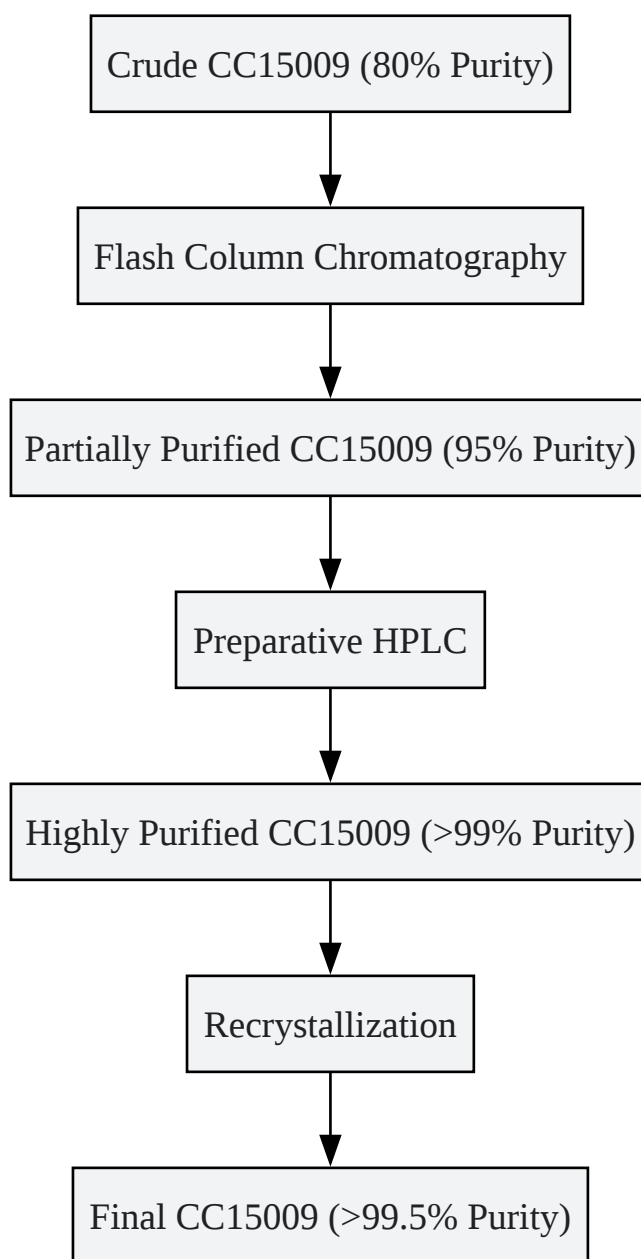 Crude CC15009 (80% Purity)
Flash Column Chromatography
Partially Purified CC15009 (95% Purity)
Preparative HPLC
Highly Purified CC15009 (>99% Purity)
Recrystallization
Final CC15009 (>99.5% Purity)